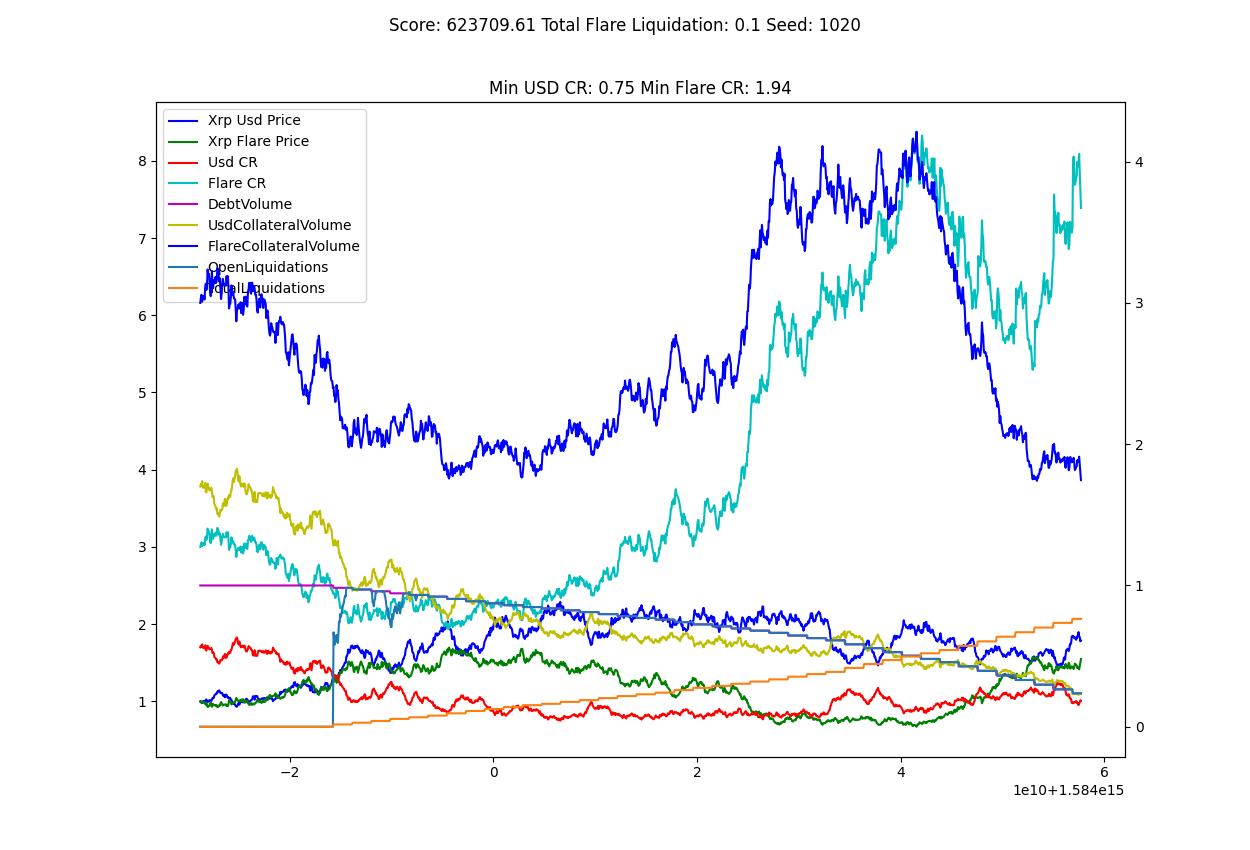 Score: 623709.61 Total Flare Liquidation: 0.1 Seed: 1020
Min USD CR: 0.75 Min Flare CR: 1.94
Xrp Usd Price
Xrp Flare Price
Usd CR
Flare CR
DebtVolume
UsdCollateralVolume
FlareCollateralVolume
OpenLiquidations
TotalLiquidations
8
7
6
5
4
3
2
1
4
3
2
1
0
−2
0
2
4
6
1e10+1.584e15